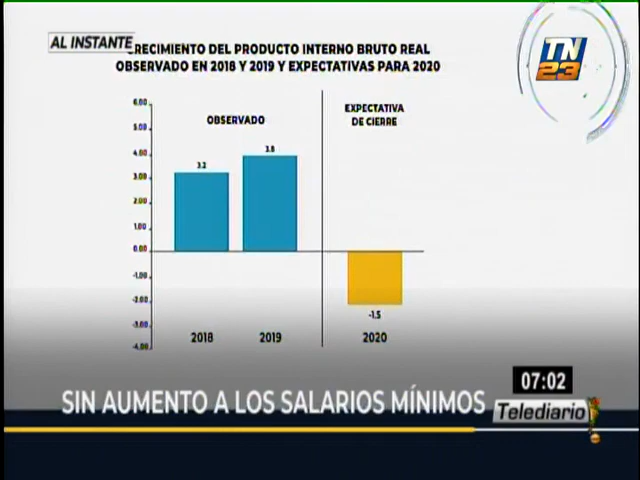 AL INSTANTE
CRECIMIENTO DEL PRODUCTO INTERNO BRUTO REAL
OBSERVADO EN 2018 Y 2019 Y EXPECTATIVAS PARA 2020
TN
23
OBSERVADO
EXPECTATIVA
DE CIERRE
6.00
5.00
4.00
3.00
2.00
1.00
0.00
-1.00
-2.00
-3.00
-4.00
3.2
3.8
-1.5
2018
2019
2020
07:02
SIN AUMENTO A LOS SALARIOS MÍNIMOS
Telediario